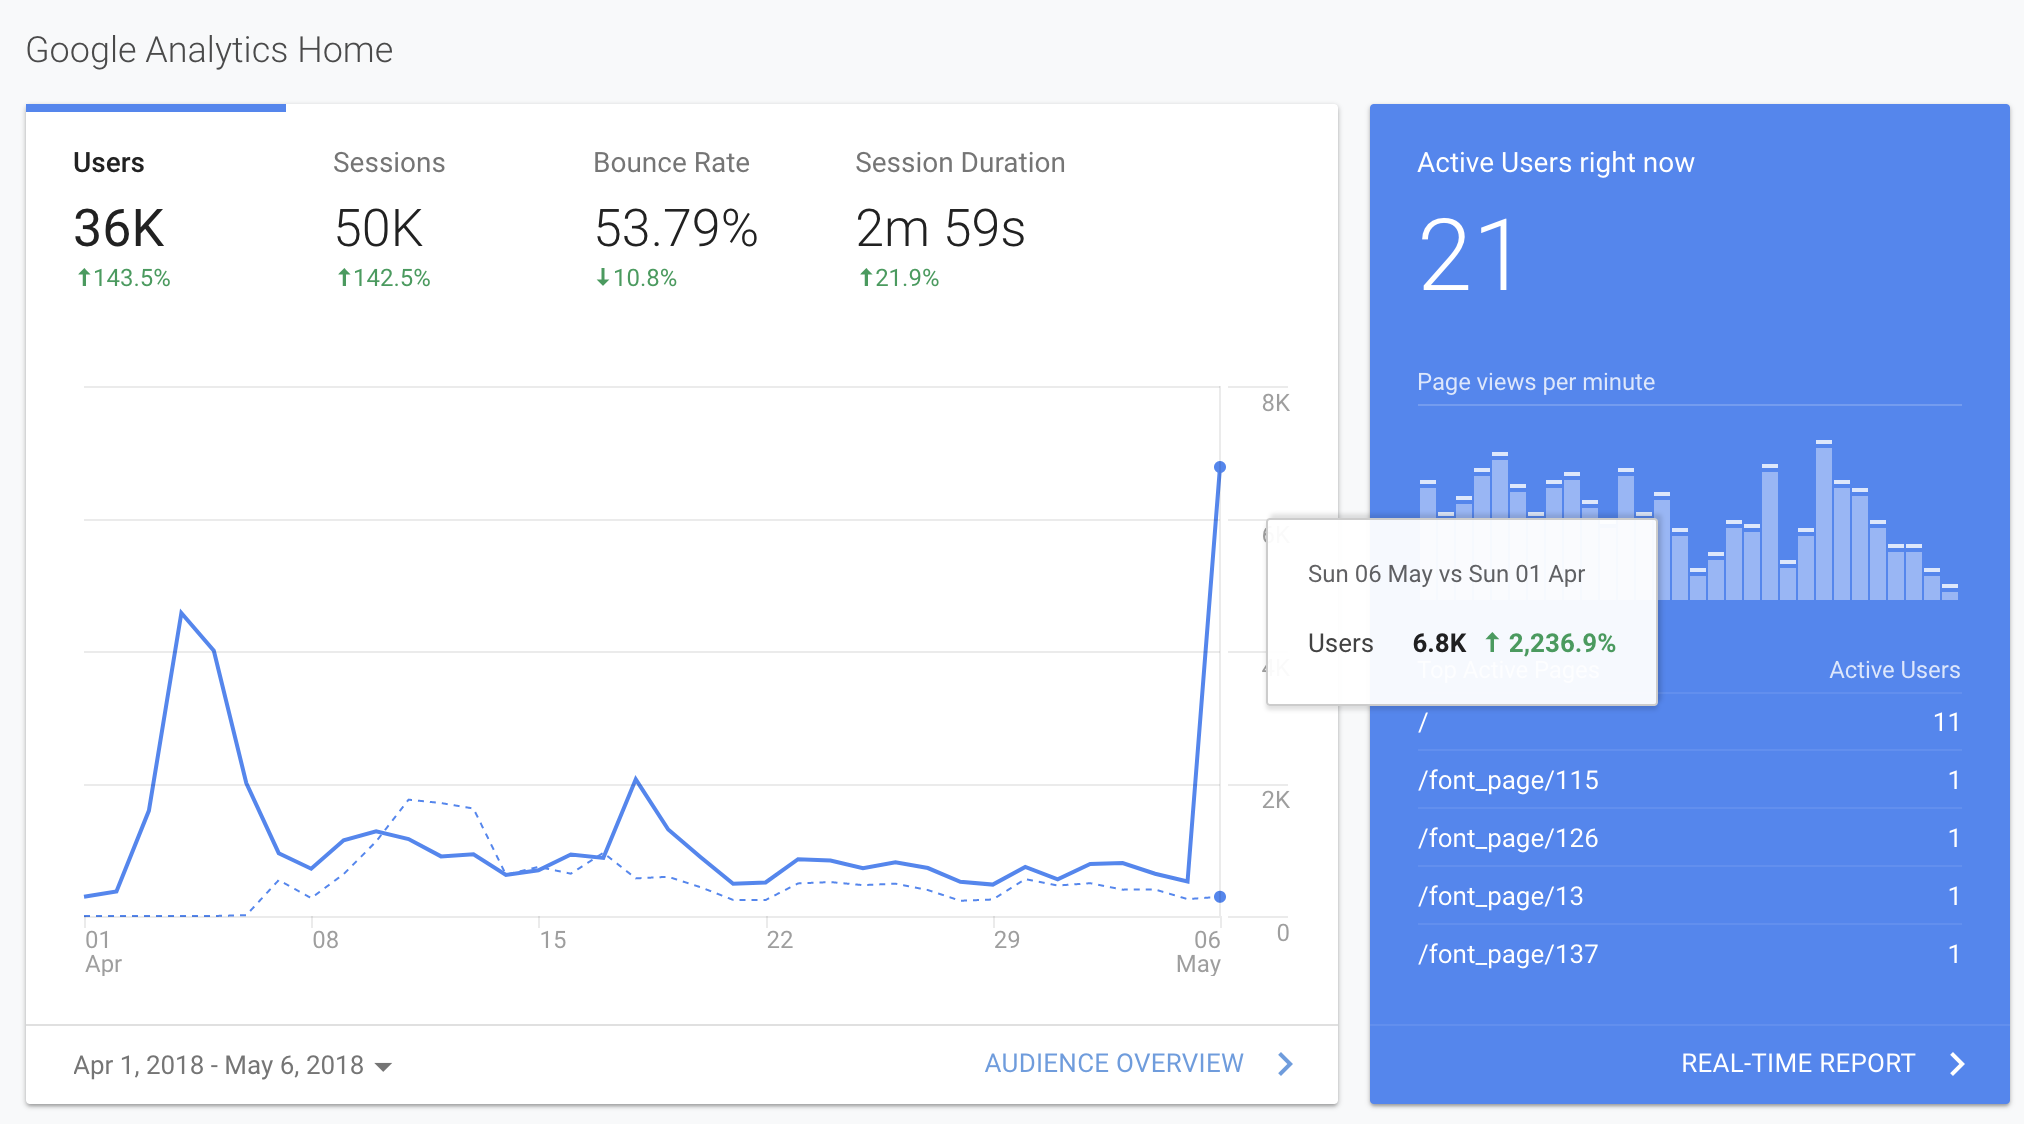 Google Analytics Home
Users
36K
↑143.5%
Sessions
50K
↑142.5%
Bounce Rate
53.79%
↓10.8%
Session Duration
2m 59s
↑21.9%
8K
6K
4K
2K
0
01
Apr
08
15
22
29
06
May
Sun 06 May vs Sun 01 Apr
Users 6.8K ↑ 2,236.9%
Apr 1, 2018 - May 6, 2018
AUDIENCE OVERVIEW
Active Users right now
21
Page views per minute
Top Active Pages Active Users
/ 11
/font_page/115 1
/font_page/126 1
/font_page/13 1
/font_page/137 1
REAL-TIME REPORT